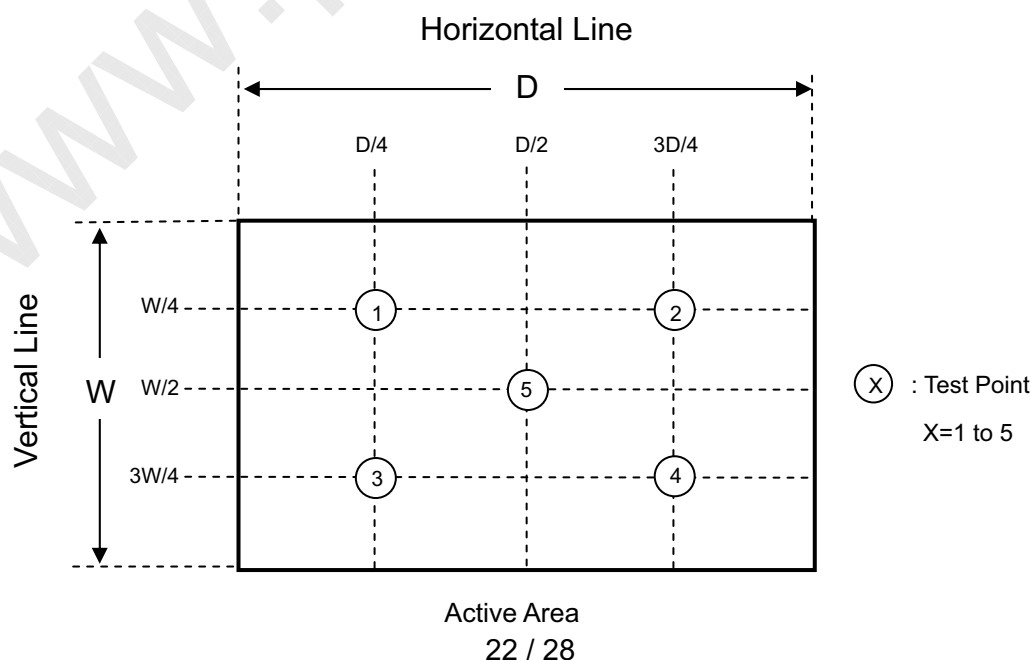 www.p
Horizontal Line
D
D/4 D/2 3D/4
Vertical Line
W
W/4
W/2
3W/4
1 2
5
3 4
X : Test Point
X=1 to 5
Active Area
22 / 28